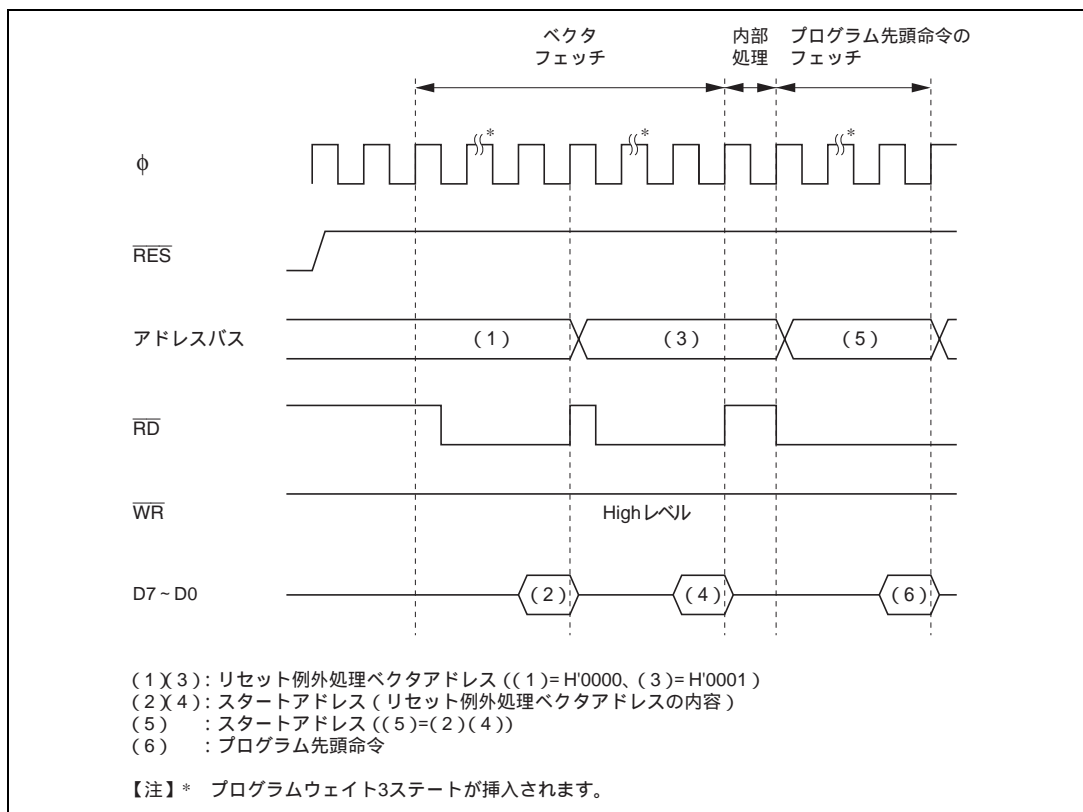 ベクタ
フェッチ
内部
処理
プログラム先頭命令の
フェッチ
φ
*
*
*
RES
アドレスバス
(1)
(3)
(5)
RD
WR
Highレベル
D7~D0
(2)
(4)
(6)
(1)(3): リセット例外処理ベクタアドレス((1)=H'0000、(3)=H'0001)
(2)(4): スタートアドレス(リセット例外処理ベクタアドレスの内容)
(5) : スタートアドレス((5)=(2)(4))
(6) : プログラム先頭命令
【注】* プログラムウェイト3ステートが挿入されます。